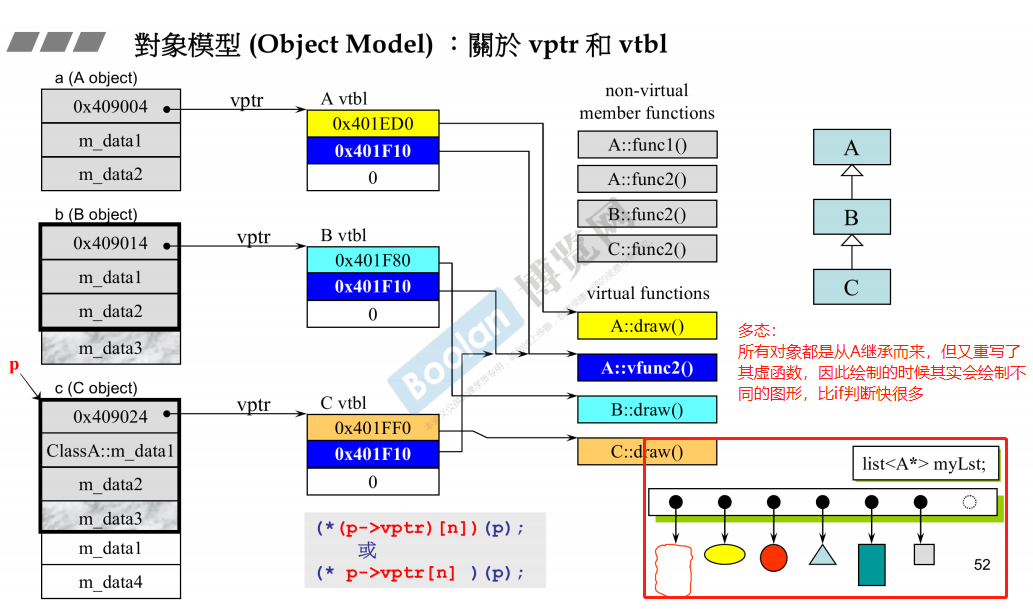 對象模型 (Object Model) ：關於 vptr 和 vtbl
a (A object)
0x409004
m_data1
m_data2
vptr
A vtbl
0x401ED0
0x401F10
0
b (B object)
0x409014
m_data1
m_data2
m_data3
vptr
B vtbl
0x401F80
0x401F10
0
p
c (C object)
0x409024
ClassA::m_data1
m_data2
m_data3
m_data1
m_data4
vptr
C vtbl
0x401FF0
0x401F10
0
(*(p->vptr)[n])(p);
或
(* p->vptr[n] )(p);
non-virtual
member functions
A::func1()
A::func2()
B::func2()
C::func2()
virtual functions
A::draw()
A::vfunc2()
B::draw()
C::draw()
A
B
C
多态：
所有对象都是从A继承而来，但又重写了
其虚函数，因此绘制的时候其实会绘制不
同的图形，比if判断快很多
list<A*> myLst;
52
Boolan
博览网